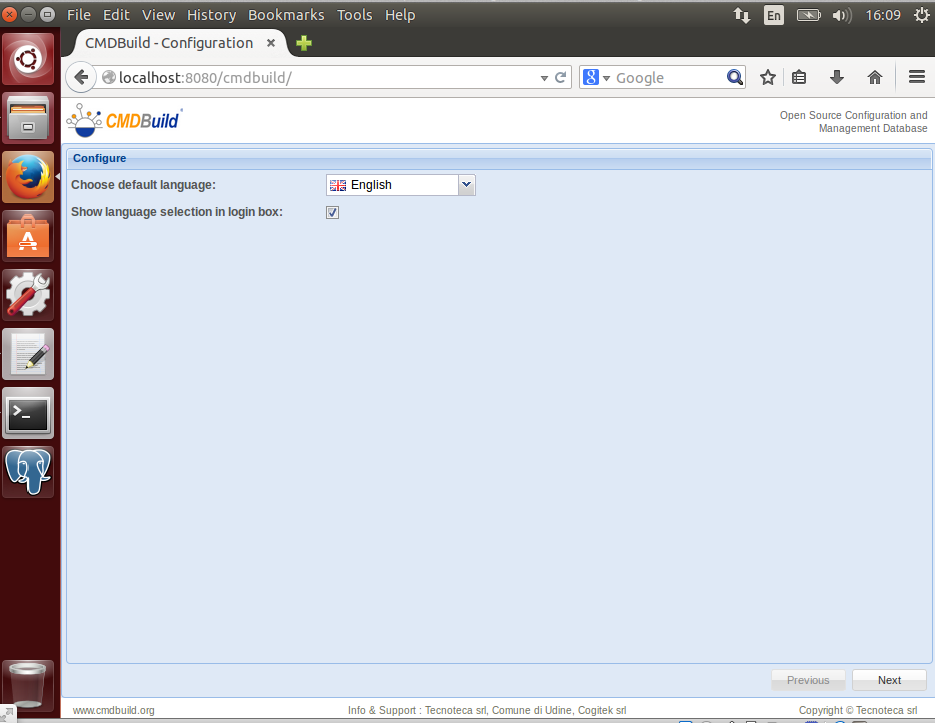 File Edit View History Bookmarks Tools Help En 16:09
CMDBuild - Configuration
localhost:8080/cmdbuild/ Google
CMDBuild
Open Source Configuration and
Management Database
Configure
Choose default language: English
Show language selection in login box:
Previous Next
www.cmdbuild.org Info & Support : Tecnoteca srl, Comune di Udine, Cogitek srl Copyright © Tecnoteca srl